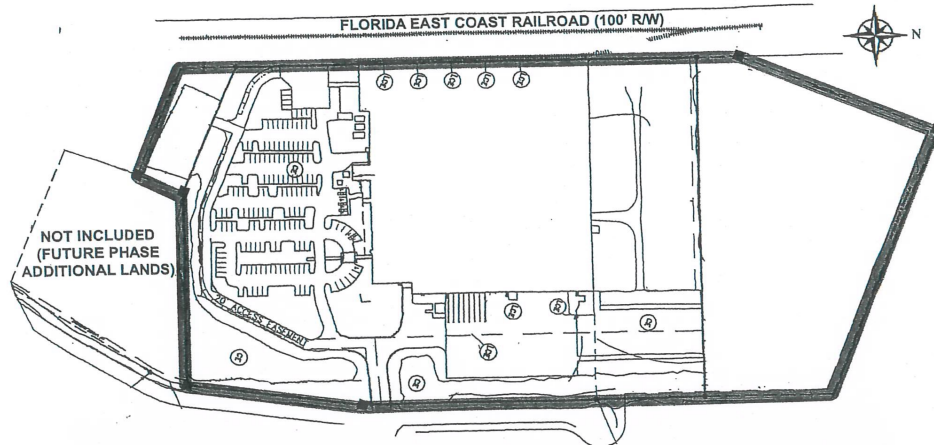 FLORIDA EAST COAST RAILROAD (100' R/W)
N
NOT INCLUDED
(FUTURE PHASE
ADDITIONAL LANDS)
20' ACCESS EASEMENT